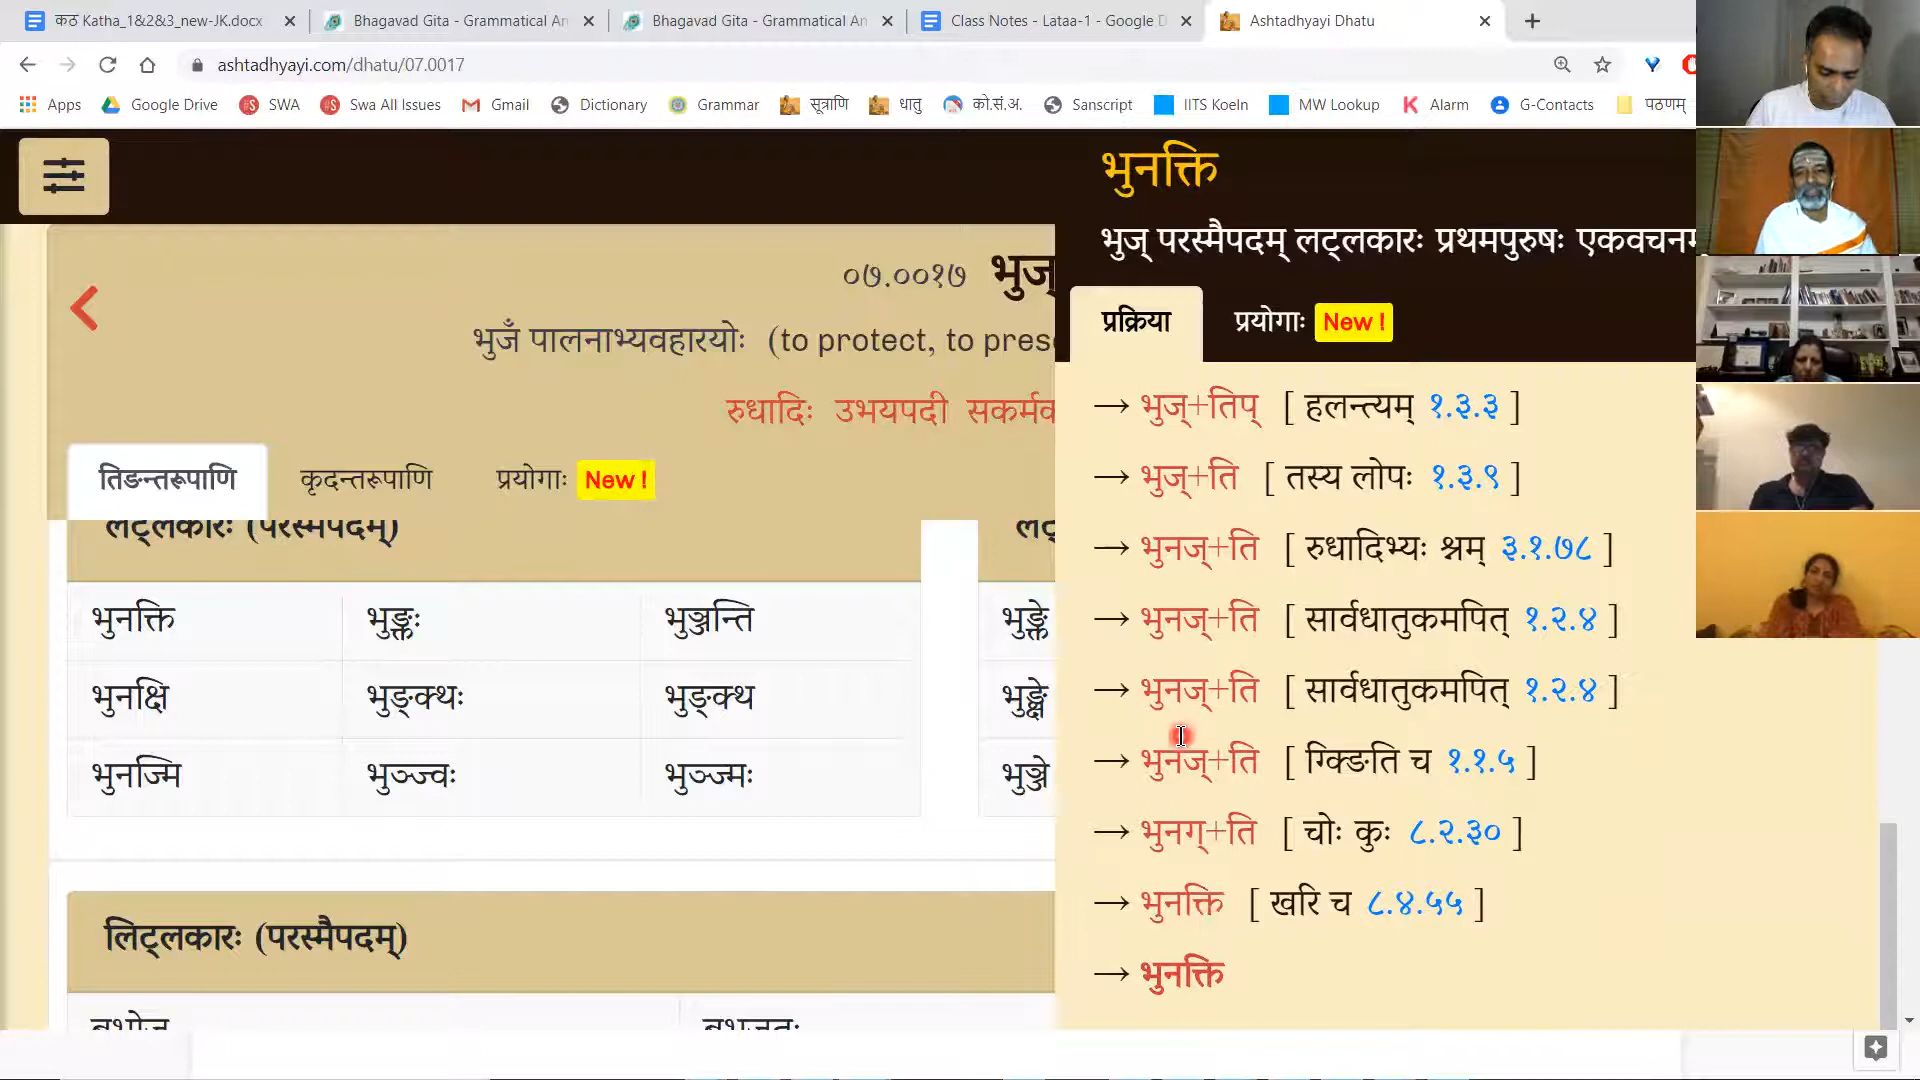 कठ Katha_1&2&3_new-JK.docx
Bhagavad Gita - Grammatical An
Bhagavad Gita - Grammatical An
Class Notes - Lataa-1 - Google D
Ashtadhyayi Dhatu
ashtadhyayi.com/dhatu/07.0017
Apps Google Drive SWA Swa All Issues Gmail Dictionary Grammar सूत्राणि धातु को.सं.अ. Sanscript IITS Koeln MW Lookup Alarm G-Contacts पठणम्
भुनक्ति
भुज् परस्मैपदम् लट्लकारः प्रथमपुरुषः एकवचनम
०७.००१७ भुज्
भुजँ पालनाभ्यवहारयोः (to protect, to pres
रुधादिः उभयपदी सकर्मक
तिङन्तरूपाणि कृदन्तरूपाणि प्रयोगाः New !
लट्लकारः (परस्मैपदम्)
लट्
भुनक्ति भुङ्क्तः भुञ्जन्ति भुङ्क्ते
भुनक्षि भुङ्क्थः भुङ्क्थ भुङ्क्षे
भुनज्मि भुञ्ज्वः भुञ्ज्मः भुञ्जे
लिट्लकारः (परस्मैपदम्)
बुभोज बुभुजतुः
प्रक्रिया प्रयोगाः New !
→ भुज्+तिप् [ हलन्त्यम् १.३.३ ]
→ भुज्+ति [ तस्य लोपः १.३.९ ]
→ भुनज्+ति [ रुधादिभ्यः श्नम् ३.१.७८ ]
→ भुनज्+ति [ सार्वधातुकमपित् १.२.४ ]
→ भुनज्+ति [ सार्वधातुकमपित् १.२.४ ]
→ भुनज्+ति [ ग्क्ङिति च १.१.५ ]
→ भुनग्+ति [ चोः कुः ८.२.३० ]
→ भुनक्ति [ खरि च ८.४.५५ ]
→ भुनक्ति